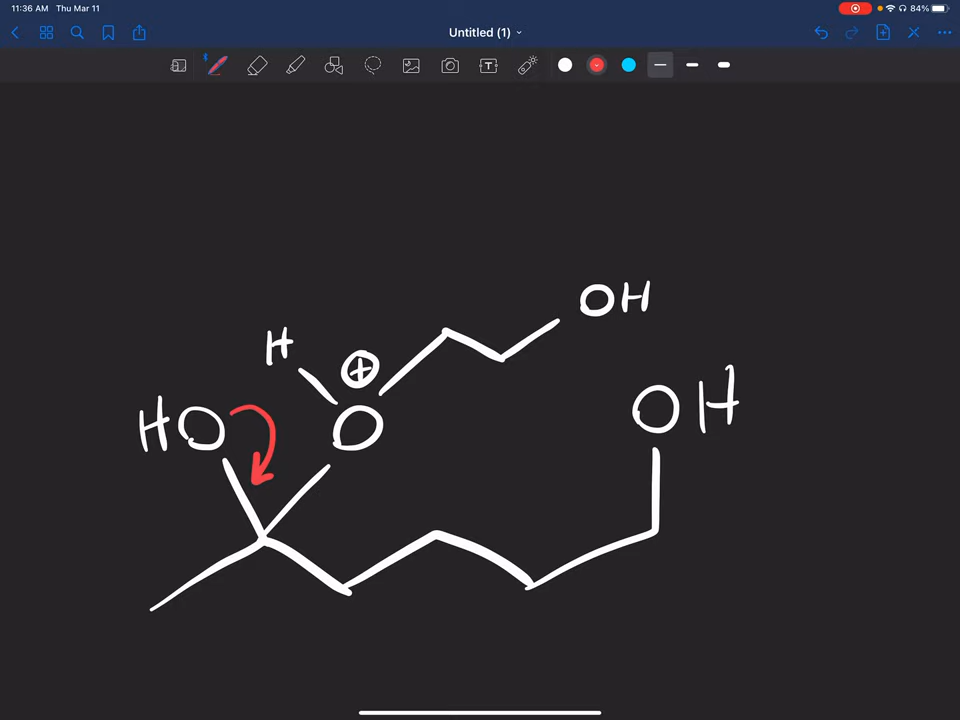 11:36 AM Thu Mar 11
84%
Untitled (1)
T
OH
H
⊕
HO
O
OH